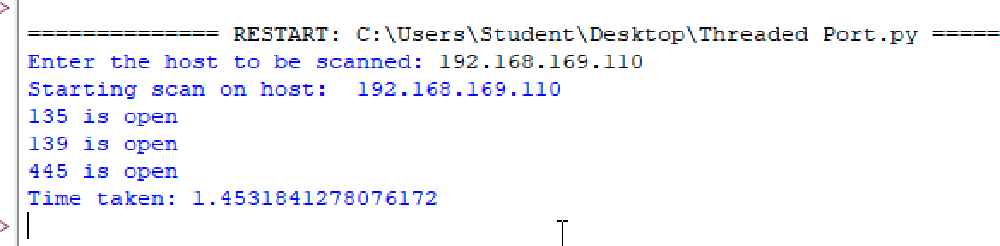 >
============== RESTART: C:\Users\Student\Desktop\Threaded Port.py =====
Enter the host to be scanned: 192.168.169.110
Starting scan on host:  192.168.169.110
135 is open
139 is open
445 is open
Time taken: 1.4531841278076172
>